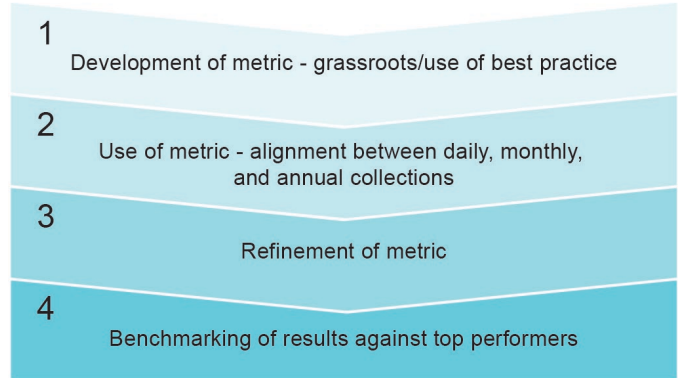 1
Development of metric - grassroots/use of best practice
2
Use of metric - alignment between daily, monthly,
and annual collections
3
Refinement of metric
4
Benchmarking of results against top performers